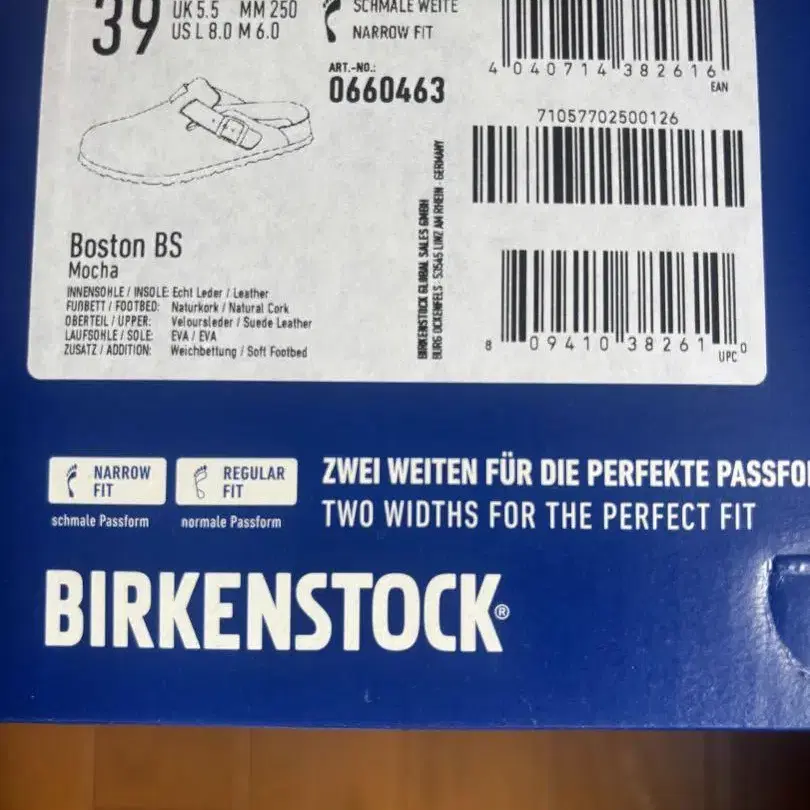 39
UK 5.5 MM 250
US L 8.0 M 6.0
SCHMALE WEITE
NARROW FIT
ART.-NO.:
0660463
4 040714 382616
EAN
71057702500126
Boston BS
Mocha
INNENSOHLE / INSOLE: Echt Leder / Leather
FUßBETT / FOOTBED: Naturkork / Natural Cork
OBERTEIL / UPPER: Veloursleder / Suede Leather
LAUFSOHLE / SOLE: EVA / EVA
ZUSATZ / ADDITION: Weichbettung / Soft Footbed
BIRKENSTOCK GLOBAL SALES GMBH
BURG OCKENFELS · 53545 LINZ AM RHEIN · GERMANY
8 09410 38261 0
UPC
NARROW FIT
schmale Passform
REGULAR FIT
normale Passform
ZWEI WEITEN FÜR DIE PERFEKTE PASSFO
TWO WIDTHS FOR THE PERFECT FIT
BIRKENSTOCK®